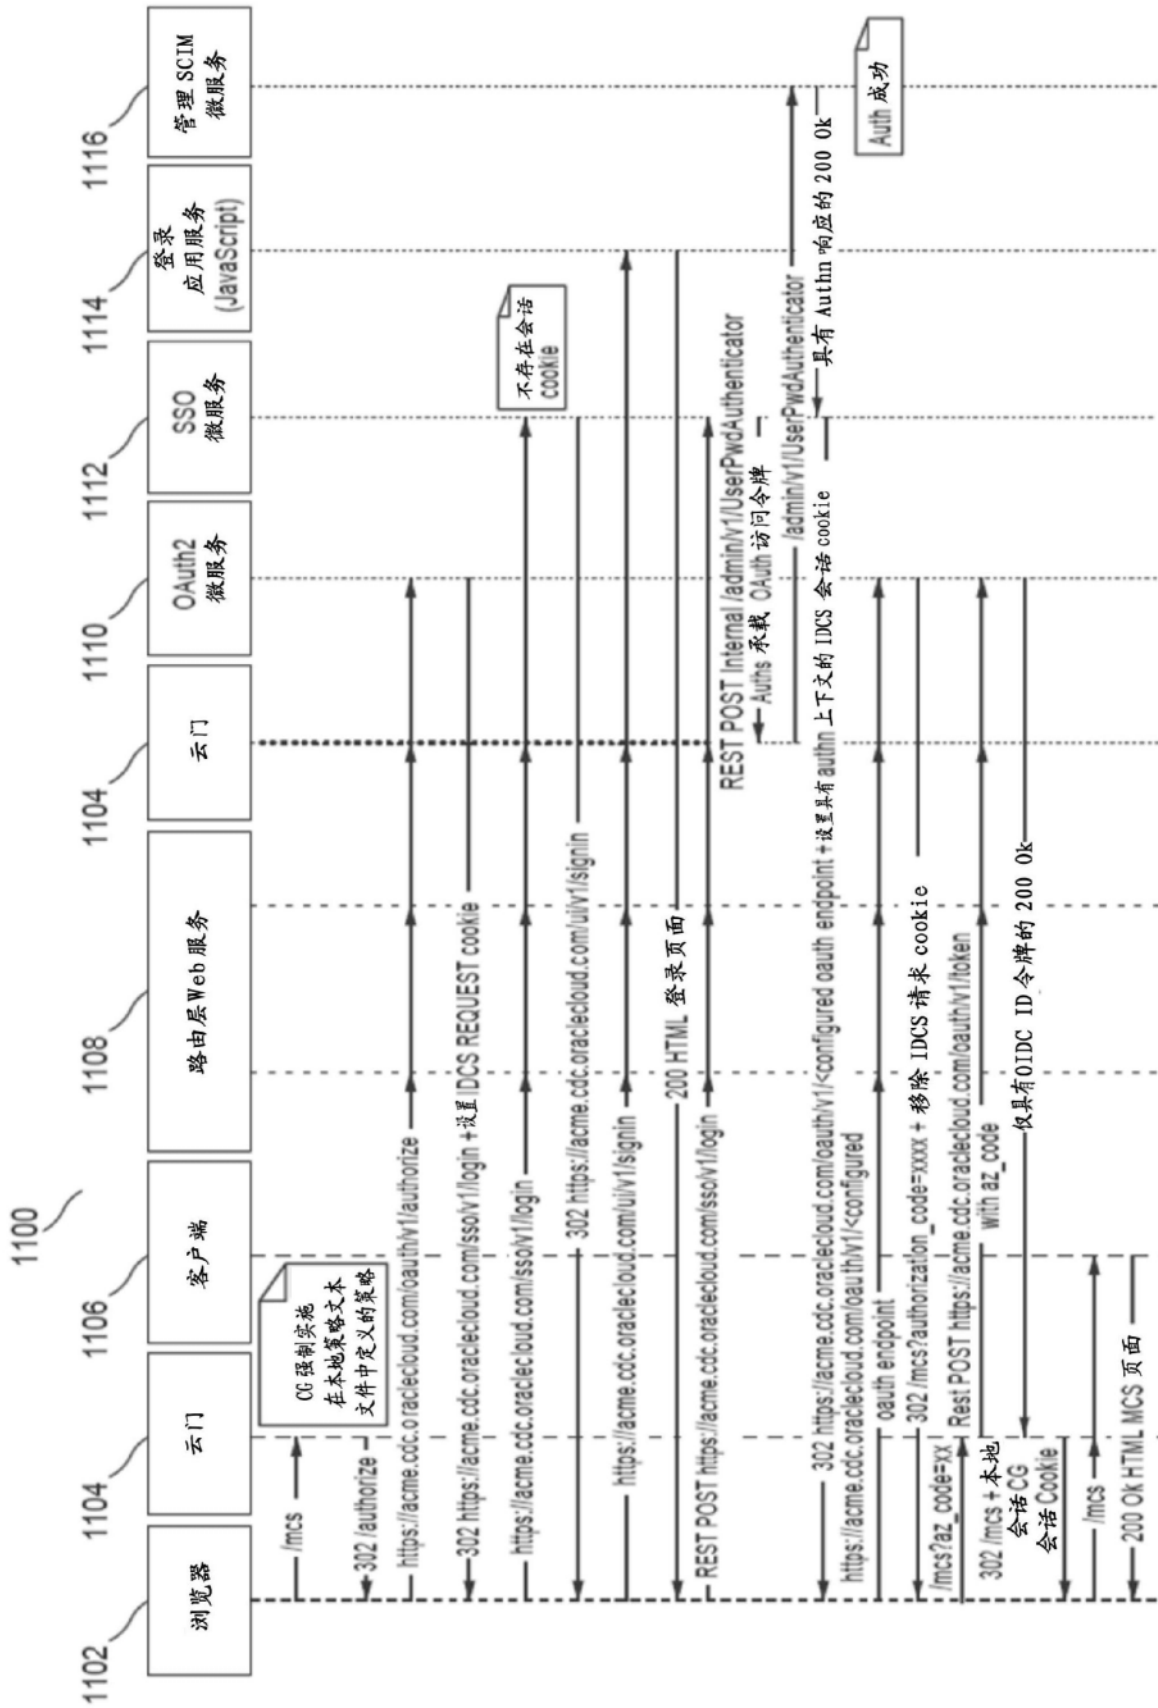 1100
1102
1104
1106
1108
1104
1110
1112
1114
1116
浏览器
云门
客户端
路由层Web服务
云门
OAuth2
微服务
SSO
微服务
登录
应用服务
(JavaScript)
管理SCIM
微服务
/mcs
CG强制实施
在本地策略文本
文件中定义的策略
302 /authorize
https://acme.cdc.oraclecloud.com/oauth/v1/authorize
302 https://acme.cdc.oraclecloud.com/sso/v1/login +设置 IDCS REQUEST cookie
https://acme.cdc.oraclecloud.com/sso/v1/login
不存在会话
cookie
302 https://acme.cdc.oraclecloud.com/ui/v1/signin
https://acme.cdc.oraclecloud.com/ui/v1/signin
200 HTML 登录页面
REST POST https://acme.cdc.oraclecloud.com/sso/v1/login
REST POST Internal /admin/v1/UserPwdAuthenticator
Auths 承载 OAuth 访问令牌
/admin/v1/UserPwdAuthenticator
具有 Authn 响应的 200 Ok
Auth 成功
302 https://acme.cdc.oraclecloud.com/oauth/v1/<configured oauth endpoint +设置具有authn 上下文的 IDCS 会话 cookie
https://acme.cdc.oraclecloud.com/oauth/v1/<configured
oauth endpoint
302 /mcs?authorization_code=xxxx + 移除 IDCS 请求 cookie
/mcs?az_code=xx
Rest POST https://acme.cdc.oraclecloud.com/oauth/v1/token
with az_code
仅具有OIDC ID 令牌的 200 Ok
302 /mcs +本地
会话 CG
会话 Cookie
/mcs
200 Ok HTML MCS 页面